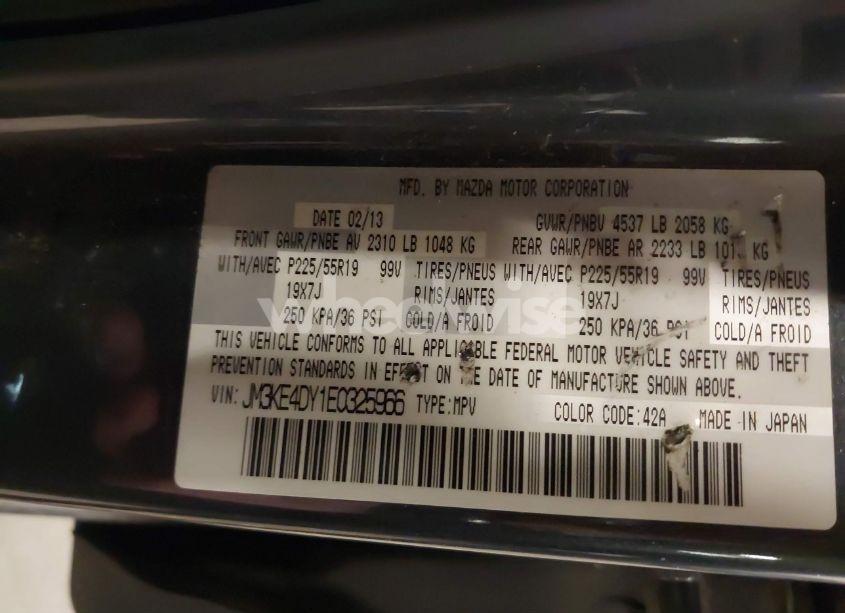 MFD. BY MAZDA MOTOR CORPORATION
DATE 02/13 GVWR/PNBV 4537 LB 2058 KG
FRONT GAWR/PNBE AV 2310 LB 1048 KG REAR GAWR/PNBE AR 2233 LB KG
WITH/AVEC P225/55R19 99V TIRES/PNEUS WITH/AVEC P225/55R19 99V TIRES/PNEUS
19X7J RIMS/JANTES 19X7J RIMS/JANTES
250 KPA/36 PSI COLD/A FROID 250 KPA/36 PSI COLD/A FROID
THIS VEHICLE CONFORMS TO ALL APPLICABLE FEDERAL MOTOR VEHICLE SAFETY AND THEFT
PREVENTION STANDARDS IN EFFECT ON THE DATE OF MANUFACTURE SHOWN ABOVE.
VIN: JM3KE4DY1E0325966 TYPE:MPV COLOR CODE:42A MADE IN JAPAN